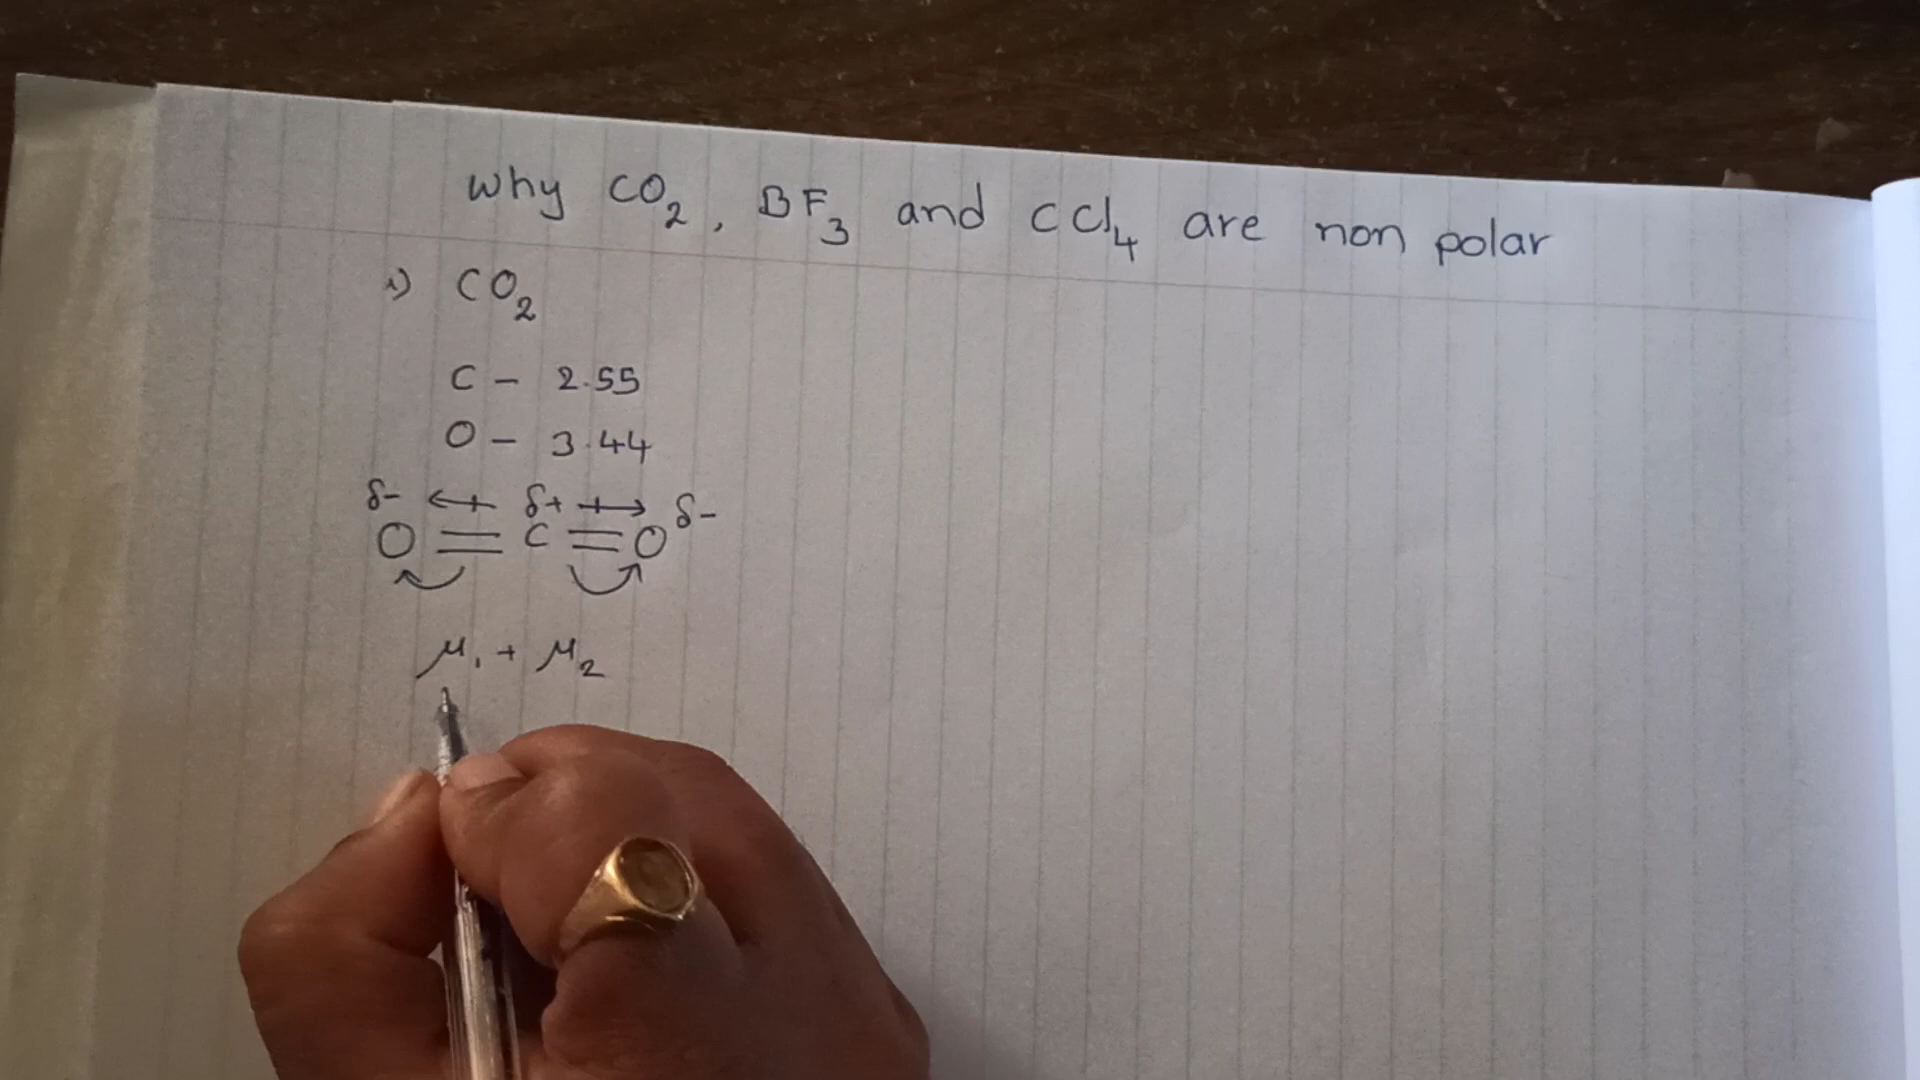 why CO₂, BF₃ and CCl₄ are non polar
1) CO₂
C - 2.55
O - 3.44
δ- ⟵+ δ+ +⟶ δ-
O = C = O
μ₁ + μ₂